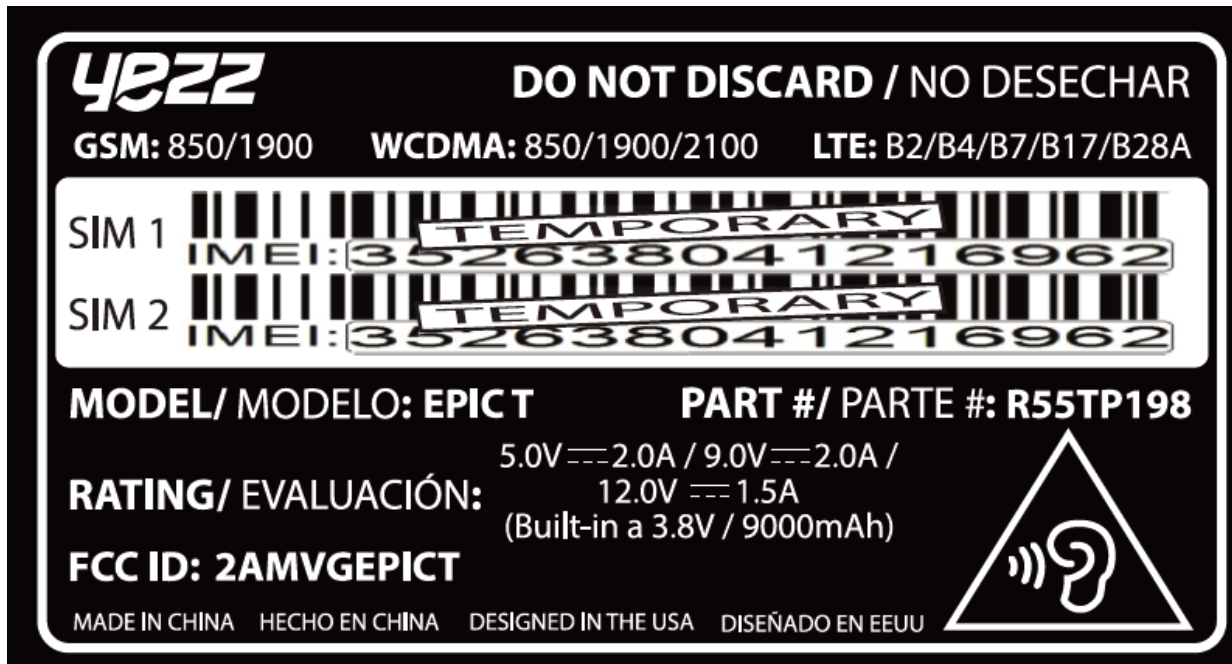 yezz
DO NOT DISCARD / NO DESECHAR
GSM: 850/1900 WCDMA: 850/1900/2100 LTE: B2/B4/B7/B17/B28A
SIM 1
TEMPORARY
IMEI: 352638041216962
SIM 2
TEMPORARY
IMEI: 352638041216962
MODEL/ MODELO: EPIC T PART #/ PARTE #: R55TP198
RATING/ EVALUACIÓN:
5.0V⎓2.0A / 9.0V⎓2.0A /
12.0V ⎓ 1.5A
(Built-in a 3.8V / 9000mAh)
FCC ID: 2AMVGEPICT
MADE IN CHINA HECHO EN CHINA DESIGNED IN THE USA DISEÑADO EN EEUU